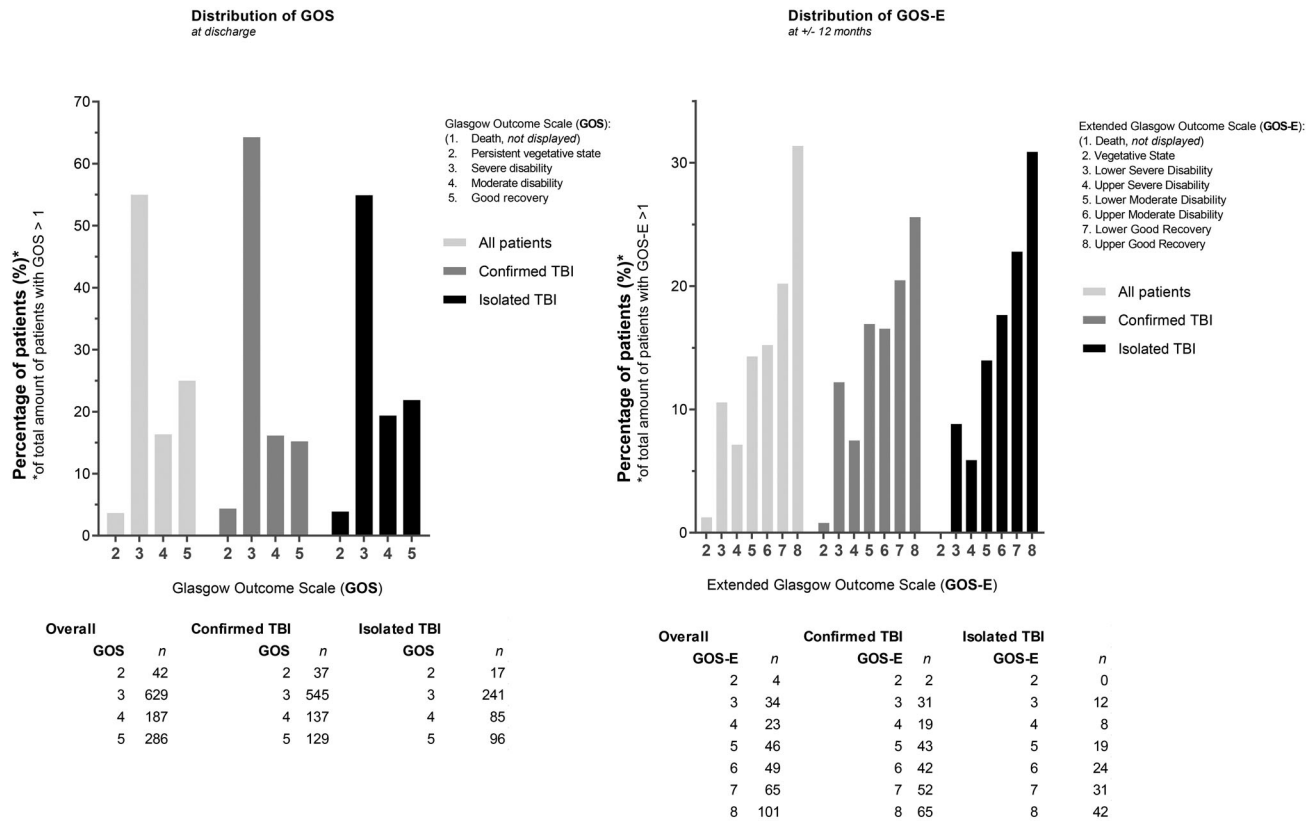 Distribution of GOS
at discharge
70
60
50
40
30
20
10
0
Percentage of patients (%)*
*of total amount of patients with GOS > 1
2 3 4 5 2 3 4 5 2 3 4 5
Glasgow Outcome Scale (GOS)
Glasgow Outcome Scale (GOS):
(1. Death, not displayed)
2. Persistent vegetative state
3. Severe disability
4. Moderate disability
5. Good recovery
All patients
Confirmed TBI
Isolated TBI
Overall Confirmed TBI Isolated TBI
GOS n GOS n GOS n
2 42 2 37 2 17
3 629 3 545 3 241
4 187 4 137 4 85
5 286 5 129 5 96
Distribution of GOS-E
at +/- 12 months
30
20
10
0
Percentage of patients (%)*
*of total amount of patients with GOS-E >1
2 3 4 5 6 7 8 2 3 4 5 6 7 8 2 3 4 5 6 7 8
Extended Glasgow Outcome Scale (GOS-E)
Extended Glasgow Outcome Scale (GOS-E):
(1. Death, not displayed)
2. Vegetative State
3. Lower Severe Disability
4. Upper Severe Disability
5. Lower Moderate Disability
6. Upper Moderate Disability
7. Lower Good Recovery
8. Upper Good Recovery
All patients
Confirmed TBI
Isolated TBI
Overall Confirmed TBI Isolated TBI
GOS-E n GOS-E n GOS-E n
2 4 2 2 2 0
3 34 3 31 3 12
4 23 4 19 4 8
5 46 5 43 5 19
6 49 6 42 6 24
7 65 7 52 7 31
8 101 8 65 8 42